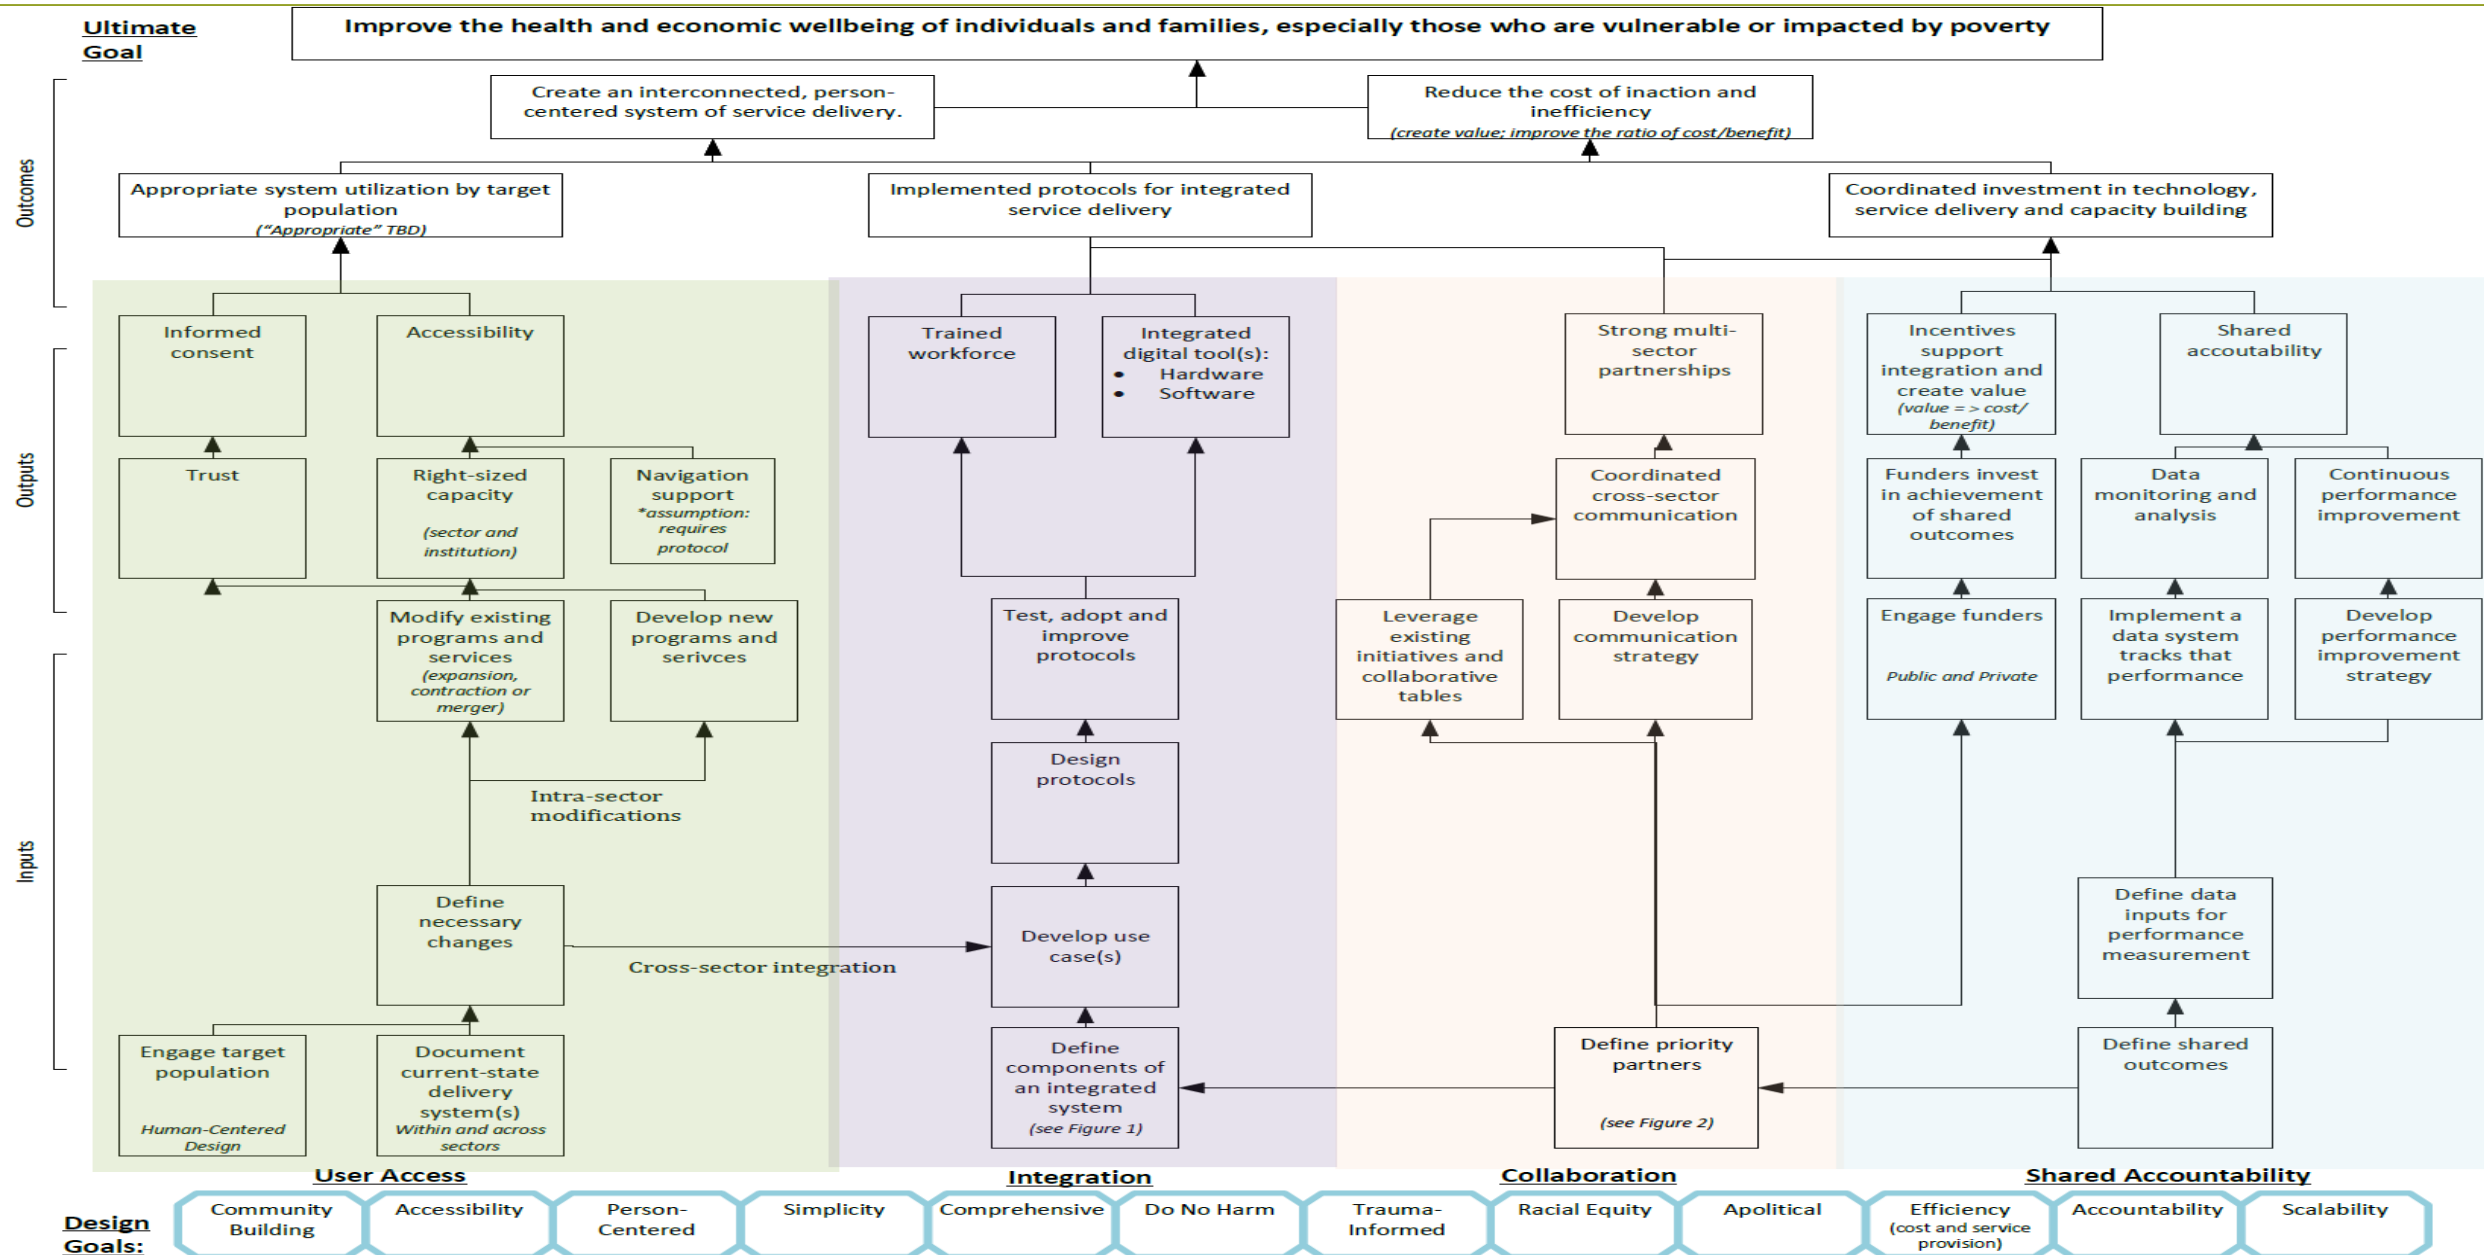 Ultimate
Goal
Improve the health and economic wellbeing of individuals and families, especially those who are vulnerable or impacted by poverty
Outcomes
Create an interconnected, person-
centered system of service delivery.
Reduce the cost of inaction and
inefficiency
(create value; improve the ratio of cost/benefit)
Appropriate system utilization by target
population
("Appropriate" TBD)
Implemented protocols for integrated
service delivery
Coordinated investment in technology,
service delivery and capacity building
Outputs
Informed
consent
Accessibility
Trained
workforce
Integrated
digital tool(s):
• Hardware
• Software
Strong multi-
sector
partnerships
Incentives
support
integration and
create value
(value = > cost/
benefit)
Shared
accoutability
Trust
Right-sized
capacity
(sector and
institution)
Navigation
support
*assumption:
requires
protocol
Coordinated
cross-sector
communication
Funders invest
in achievement
of shared
outcomes
Data
monitoring and
analysis
Continuous
performance
improvement
Inputs
Modify existing
programs and
services
(expansion,
contraction or
merger)
Develop new
programs and
serivces
Test, adopt and
improve
protocols
Leverage
existing
initiatives and
collaborative
tables
Develop
communication
strategy
Engage funders
Public and Private
Implement a
data system
tracks that
performance
Develop
performance
improvement
strategy
Intra-sector
modifications
Design
protocols
Define
necessary
changes
Cross-sector integration
Develop use
case(s)
Define data
inputs for
performance
measurement
Engage target
population
Human-Centered
Design
Document
current-state
delivery
system(s)
Within and across
sectors
Define
components of
an integrated
system
(see Figure 1)
Define priority
partners
(see Figure 2)
Define shared
outcomes
User Access
Integration
Collaboration
Shared Accountability
Design
Goals:
Community
Building
Accessibility
Person-
Centered
Simplicity
Comprehensive
Do No Harm
Trauma-
Informed
Racial Equity
Apolitical
Efficiency
(cost and service
provision)
Accountability
Scalability